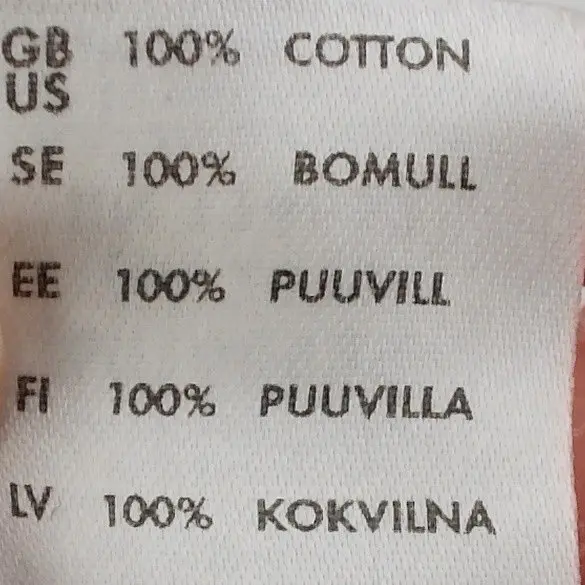 GB 100% COTTON
US
SE 100% BOMULL
EE 100% PUUVILL
FI 100% PUUVILLA
LV 100% KOKVILNA